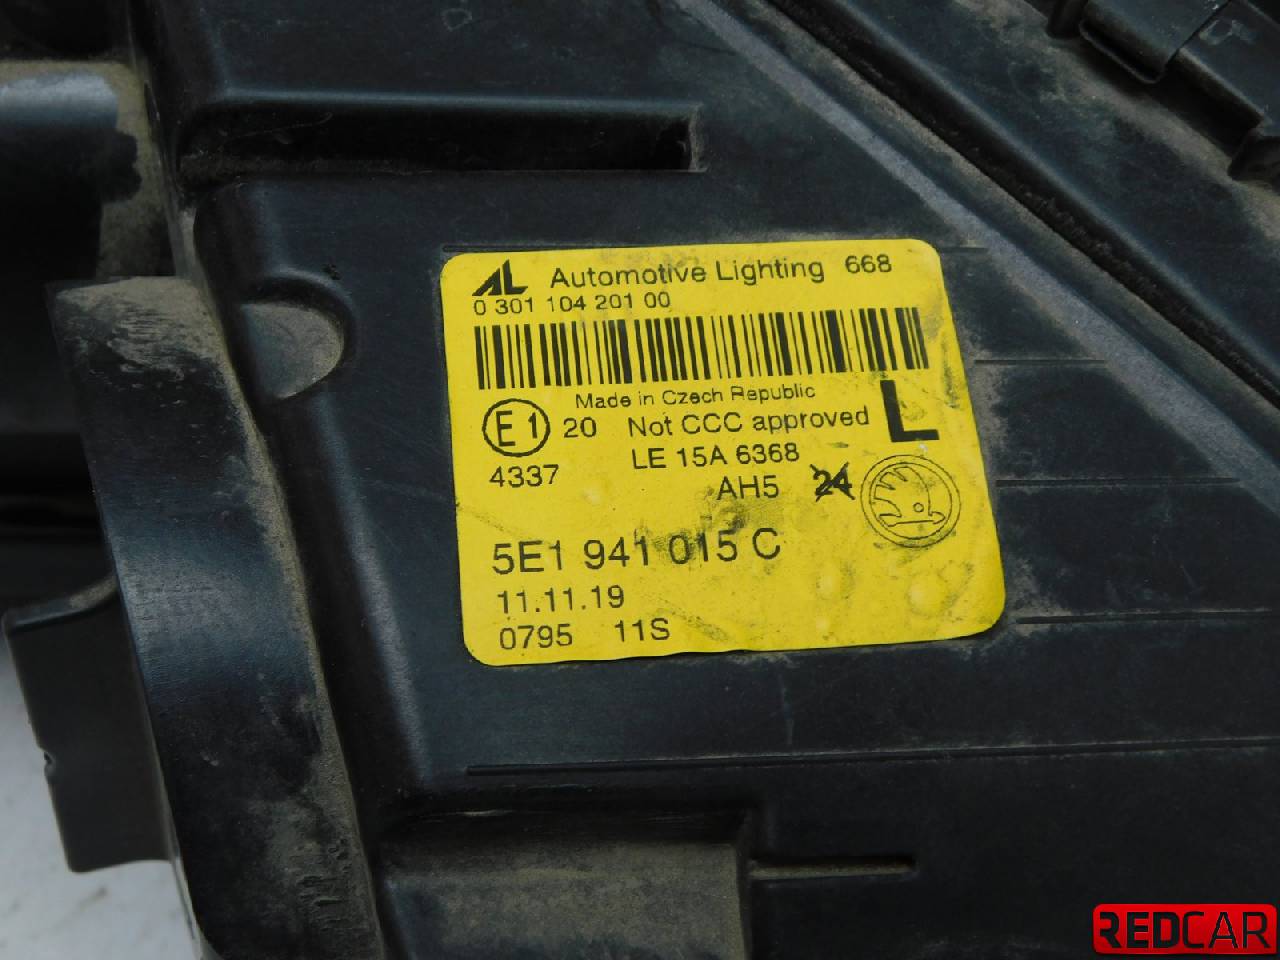 AL Automotive Lighting 668
0 301 104 201 00
Made in Czech Republic
E1 20 Not CCC approved L
4337 LE 15A 6368
AH5 24
5E1 941 015 C
11.11.19
0795 11S
REDCAR